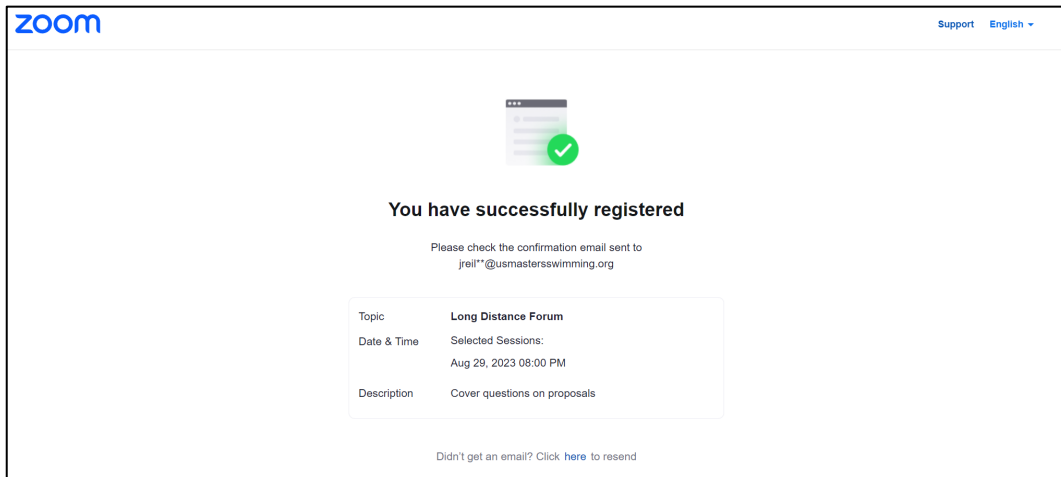 zoom
Support English
You have successfully registered
Please check the confirmation email sent to
jreil**@usmastersswimming.org
Topic Long Distance Forum
Date & Time Selected Sessions:
Aug 29, 2023 08:00 PM
Description Cover questions on proposals
Didn't get an email? Click here to resend